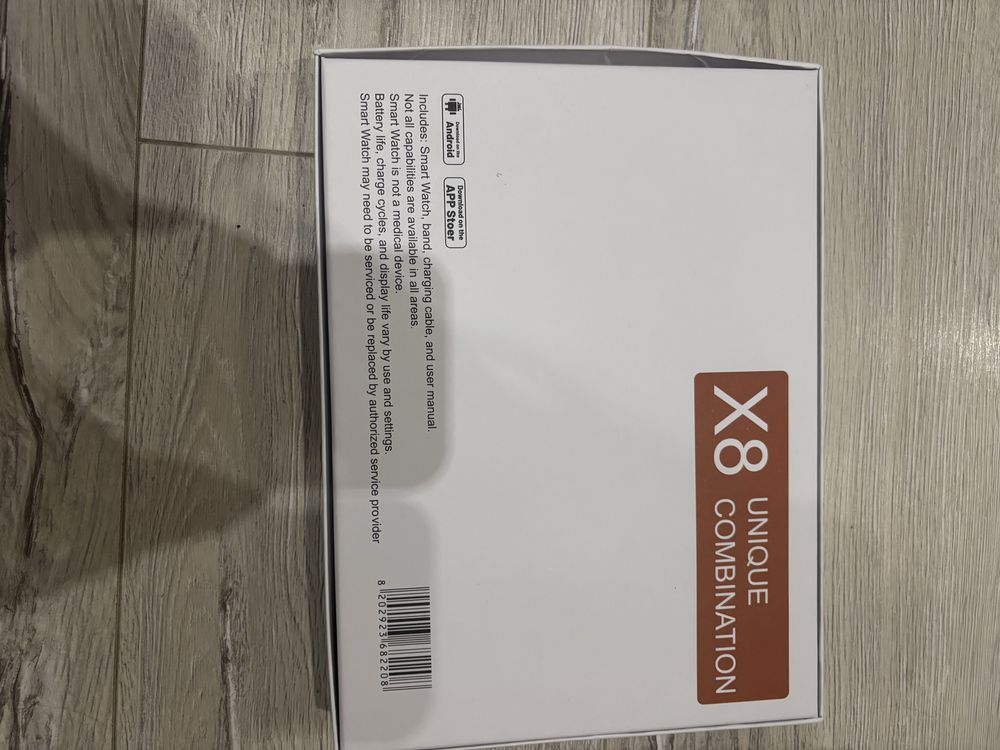 X8 UNIQUE
COMBINATION
Download on the
Android
Download on the
APP Stoer
Includes: Smart Watch, band, charging cable, and user manual.
Not all capabilities are available in all areas.
Smart Watch is not a medical device.
Battery life, charge cycles, and display life vary by use and settings.
Smart Watch may need to be serviced or be replaced by authorized service provider
8 202923 682208